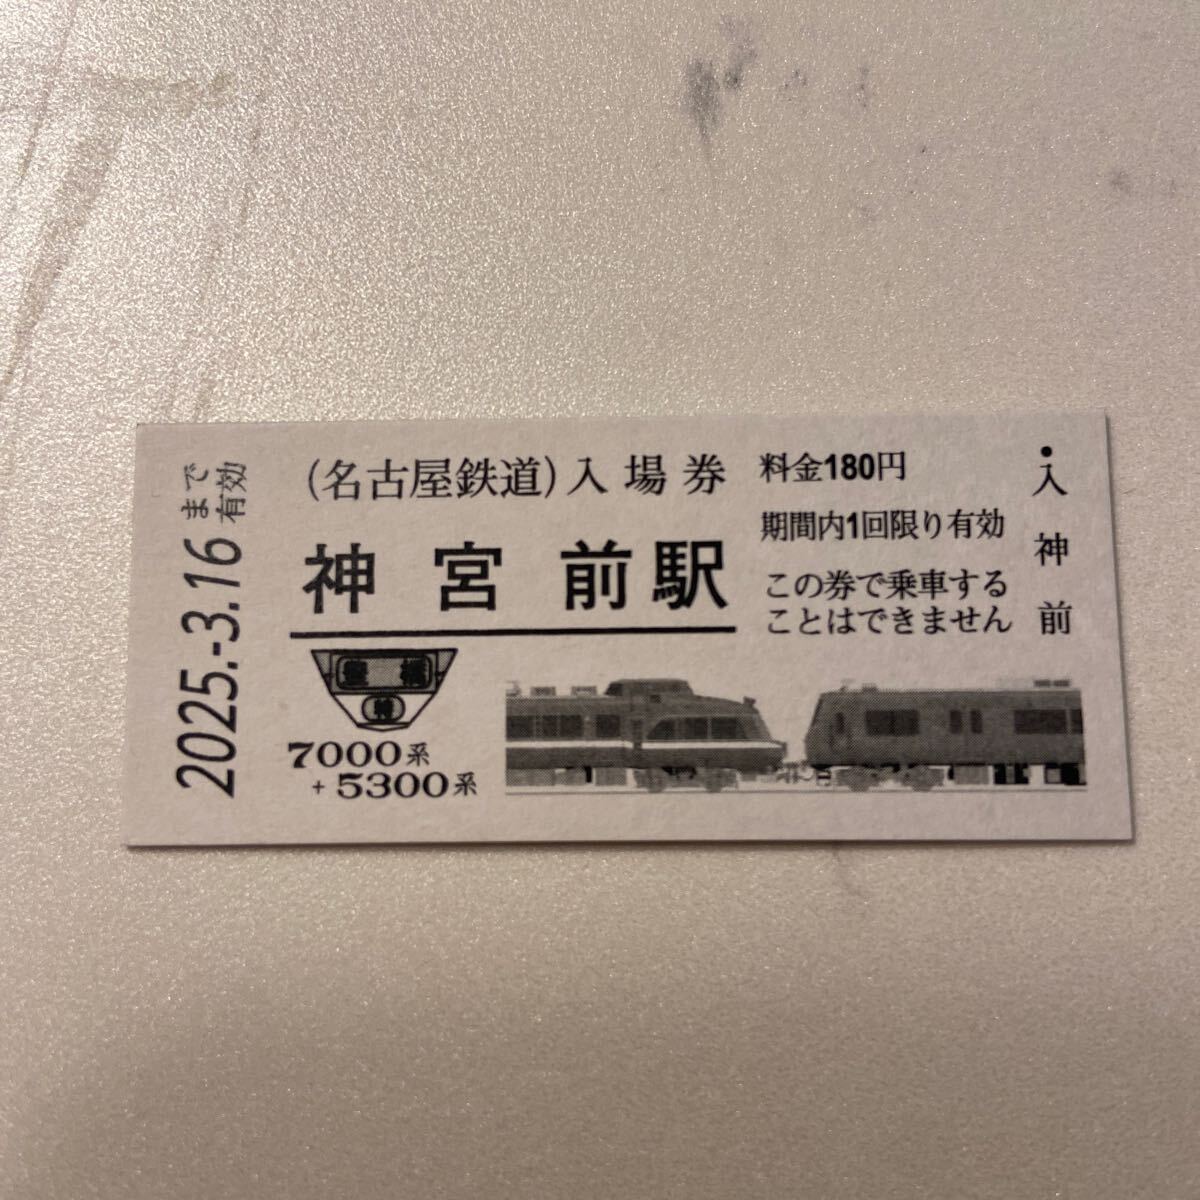 2025.-3.16 まで有効
(名古屋鉄道)入場券
神宮前駅
豊橋
特
7000系
+5300系
料金180円
期間内1回限り有効
この券で乗車する
ことはできません
・入
神
前